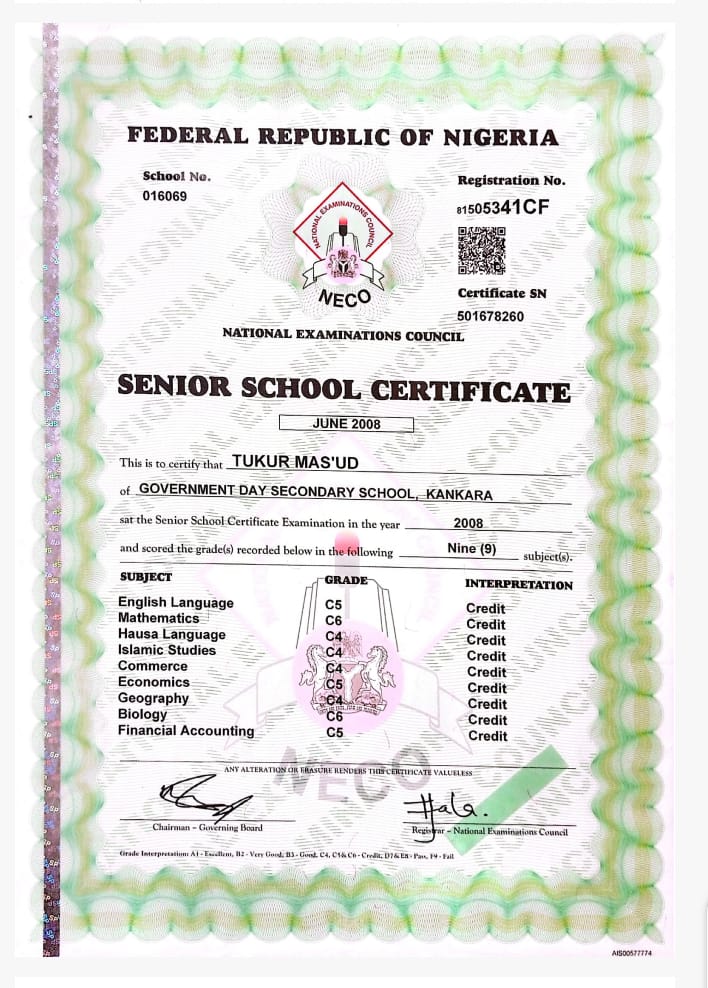 FEDERAL REPUBLIC OF NIGERIA
School No.
016069
Registration No.
81505341CF
NATIONAL EXAMINATIONS COUNCIL
NECO
Certificate SN
501678260
NATIONAL EXAMINATIONS COUNCIL
SENIOR SCHOOL CERTIFICATE
JUNE 2008
This is to certify that TUKUR MAS'UD
of GOVERNMENT DAY SECONDARY SCHOOL, KANKARA
sat the Senior School Certificate Examination in the year 2008
and scored the grade(s) recorded below in the following Nine (9) subject(s).
SUBJECT GRADE INTERPRETATION
English Language C5 Credit
Mathematics C6 Credit
Hausa Language C4 Credit
Islamic Studies C4 Credit
Commerce C4 Credit
Economics C5 Credit
Geography C4 Credit
Biology C6 Credit
Financial Accounting C5 Credit
NECO
ANY ALTERATION OR ERASURE RENDERS THIS CERTIFICATE VALUELESS
Chairman – Governing Board
Registrar – National Examinations Council
Grade Interpretation: A1 - Excellent, B2 - Very Good, B3 - Good, C4, C5 & C6 - Credit, D7 & E8 - Pass, F9 - Fail
AIS00577774